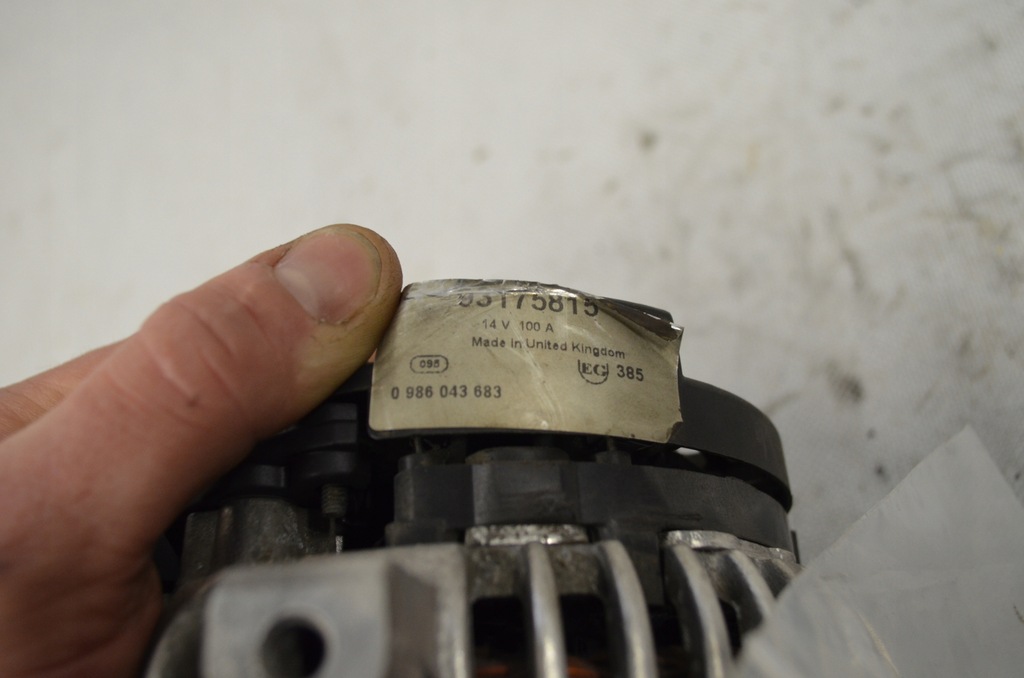 93175815
14 V 100 A
Made in United Kingdom
095 EG 385
0 986 043 683